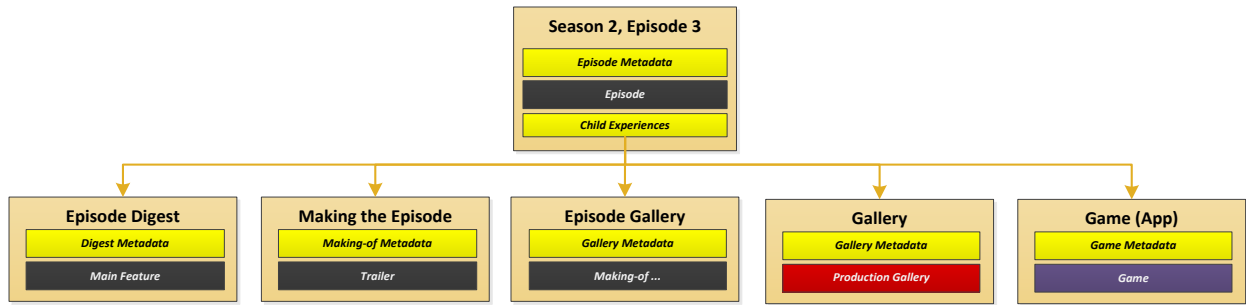 Season 2, Episode 3
Episode Metadata
Episode
Child Experiences
Episode Digest
Digest Metadata
Main Feature
Making the Episode
Making-of Metadata
Trailer
Episode Gallery
Gallery Metadata
Making-of ...
Gallery
Gallery Metadata
Production Gallery
Game (App)
Game Metadata
Game